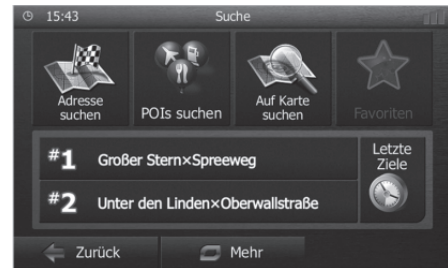 15:43 Suche
Adresse
suchen
POIs suchen
Auf Karte
suchen
Favoriten
#1 Großer Stern×Spreeweg
#2 Unter den Linden×Oberwallstraße
Letzte
Ziele
Zurück
Mehr